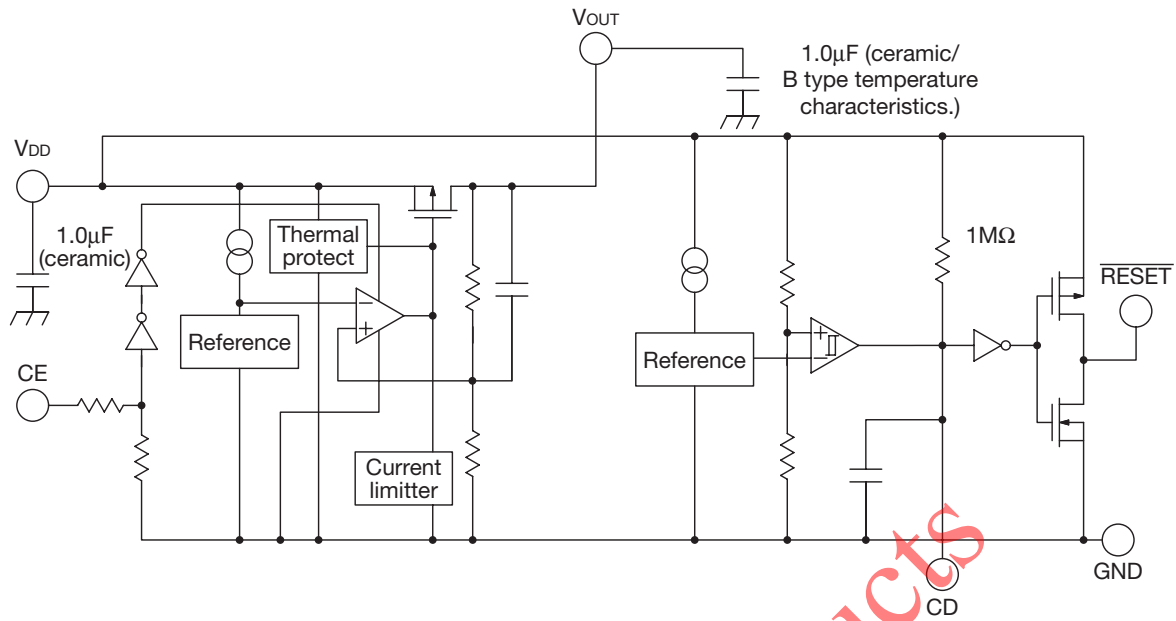 VOUT
1.0μF (ceramic/
B type temperature
characteristics.)
VDD
1.0μF
(ceramic)
Thermal
protect
1MΩ
RESET
−
+
Reference
Reference
+
−
CE
Current
limitter
GND
CD